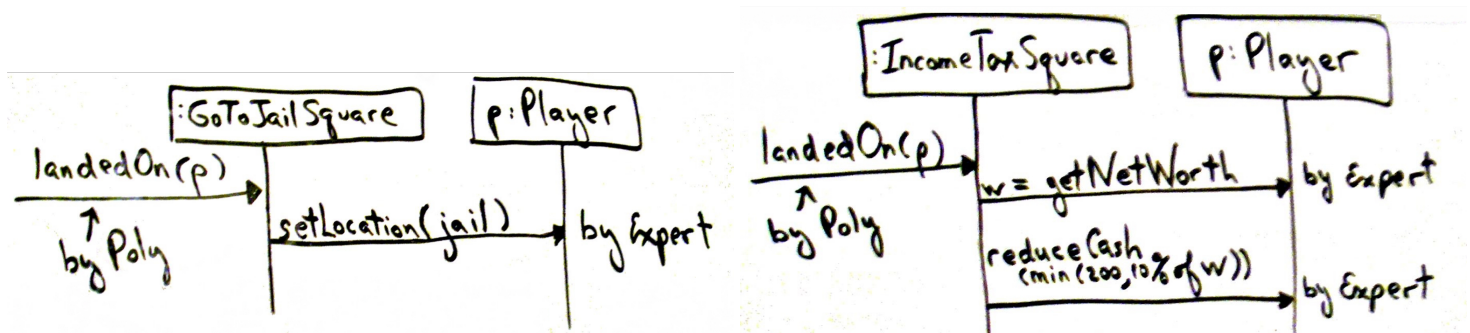 :GoToJailSquare
p:Player
landedOn(p)
by Poly
setLocation(jail)
by Expert
:IncomeTaxSquare
p:Player
landedOn(p)
by Poly
w = getNetWorth
by Expert
reduceCash
(min(200,10% of w))
by Expert